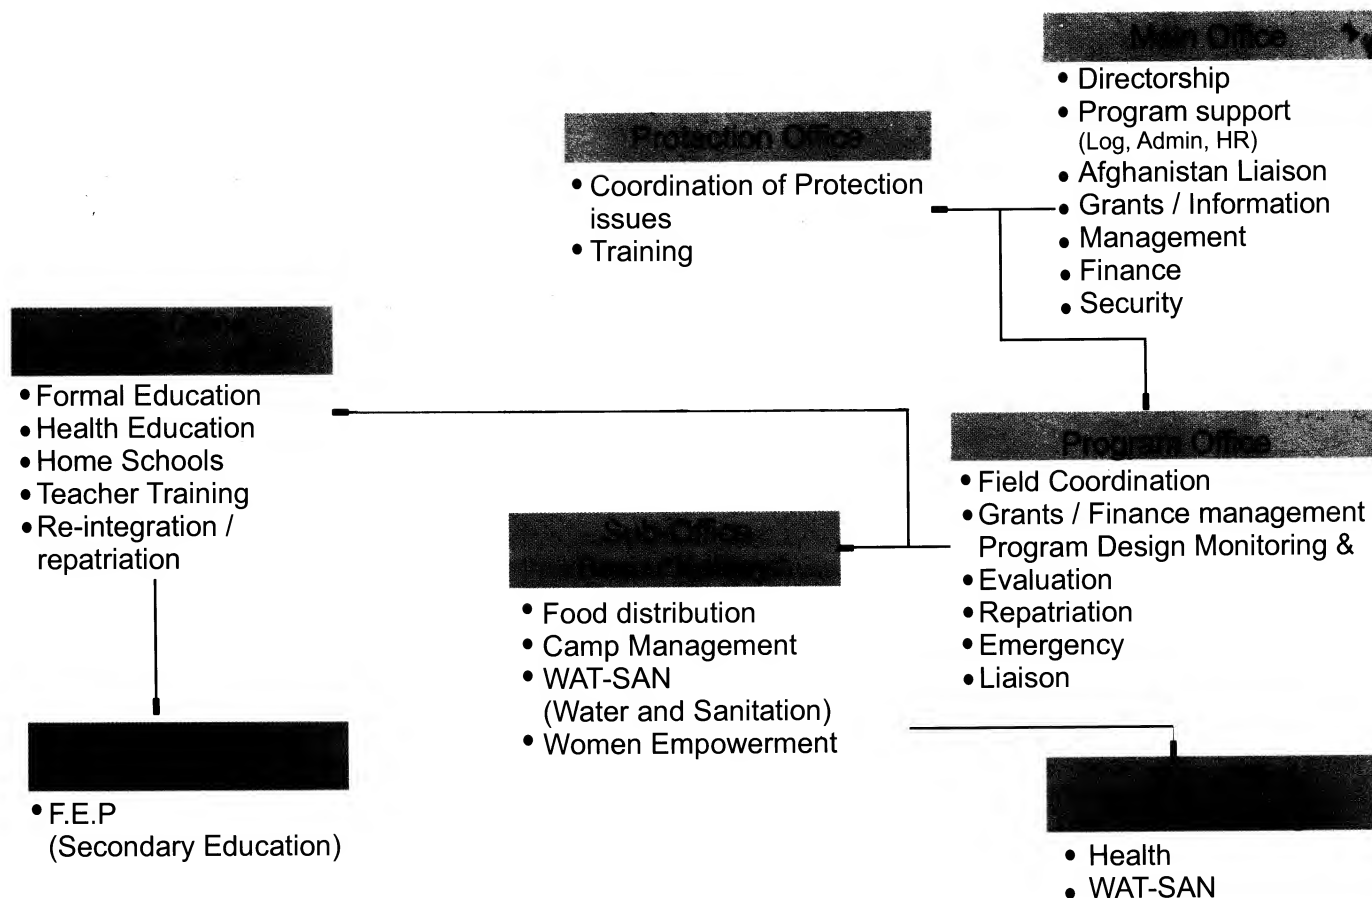 Main Office
• Directorship
• Program support
(Log, Admin, HR)
• Afghanistan Liaison
• Grants / Information
• Management
• Finance
• Security
Protection Office
• Coordination of Protection
issues
• Training
• Formal Education
• Health Education
• Home Schools
• Teacher Training
• Re-integration /
repatriation
Program Office
• Field Coordination
• Grants / Finance management
Program Design Monitoring &
• Evaluation
• Repatriation
• Emergency
• Liaison
Sub-Office
• Food distribution
• Camp Management
• WAT-SAN
(Water and Sanitation)
• Women Empowerment
• F.E.P
(Secondary Education)
• Health
• WAT-SAN